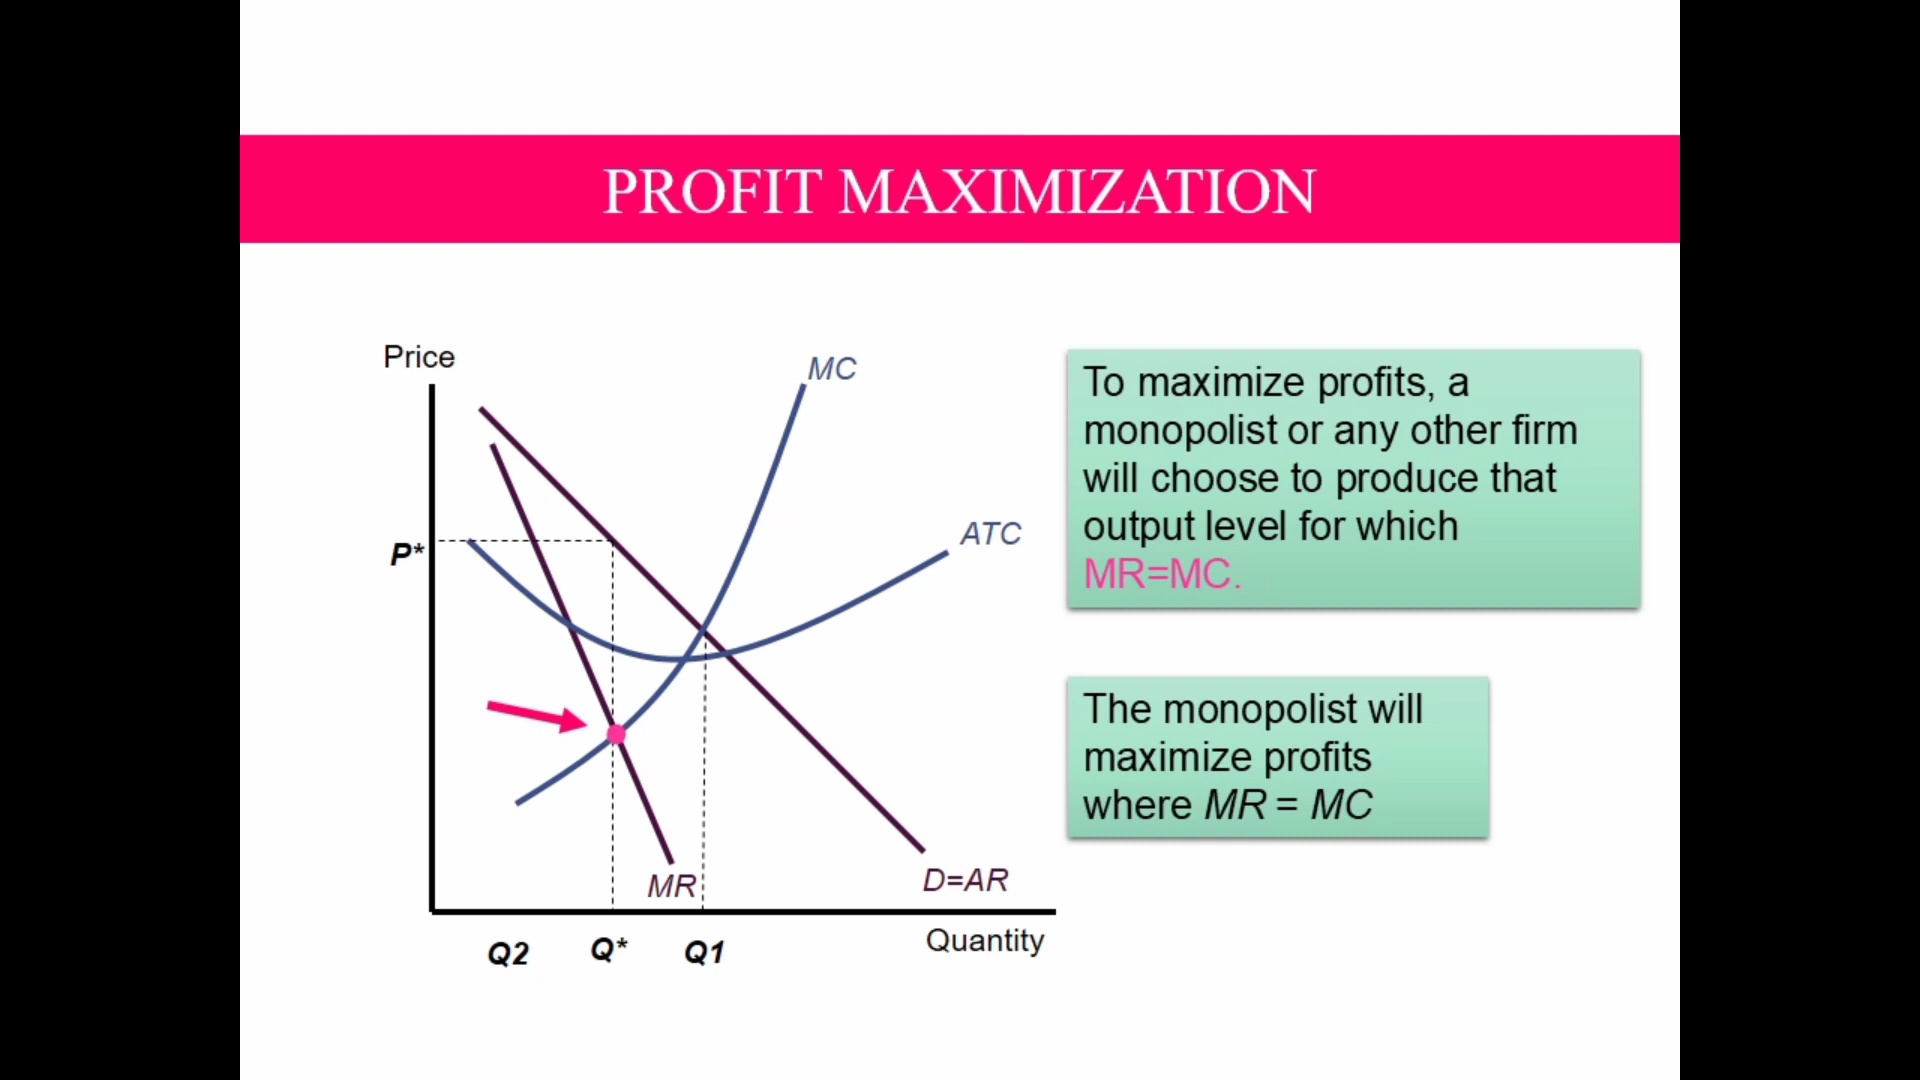 PROFIT MAXIMIZATION
Price
MC
ATC
P*
MR
D=AR
Q2
Q*
Q1
Quantity
To maximize profits, a
monopolist or any other firm
will choose to produce that
output level for which
MR=MC.
The monopolist will
maximize profits
where MR = MC